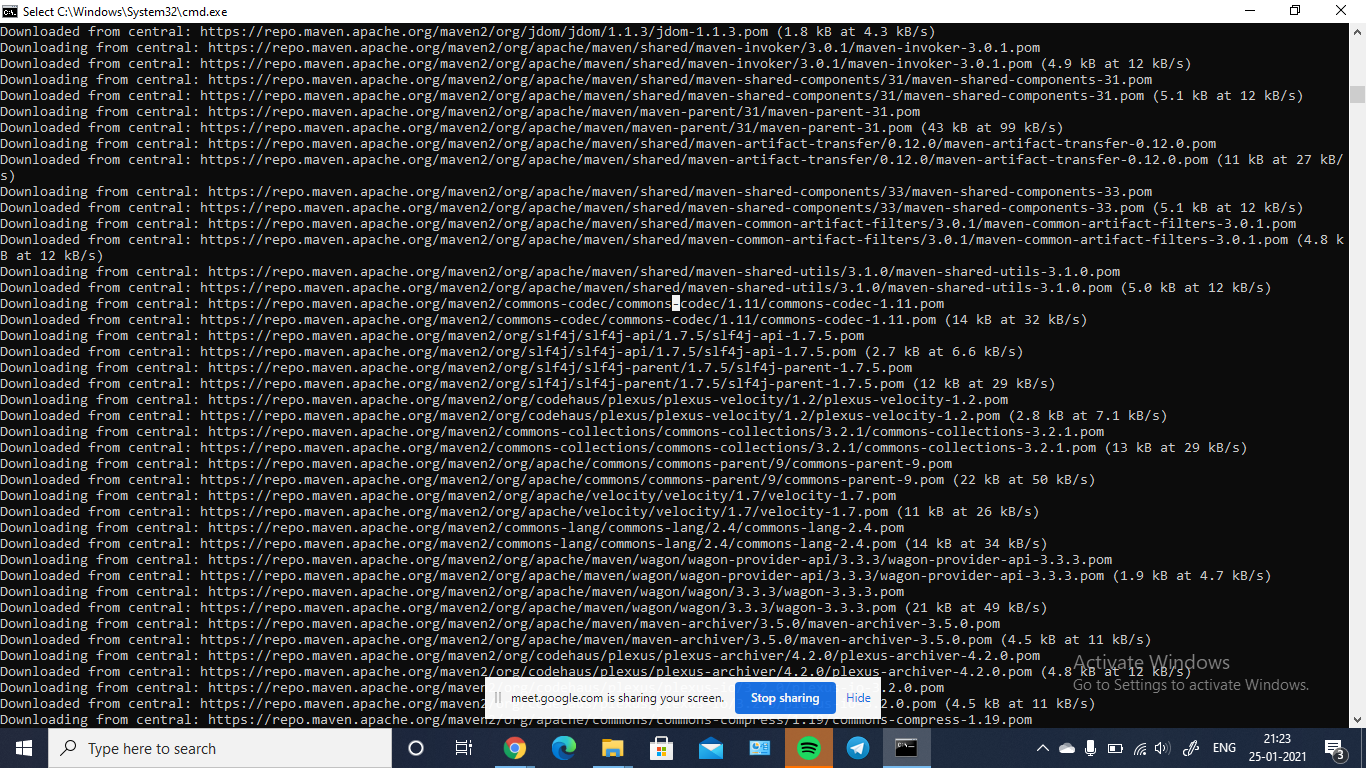 Select C:\Windows\System32\cmd.exe
Downloaded from central: https://repo.maven.apache.org/maven2/org/jdom/jdom/1.1.3/jdom-1.1.3.pom (1.8 kB at 4.3 kB/s)
Downloading from central: https://repo.maven.apache.org/maven2/org/apache/maven/shared/maven-invoker/3.0.1/maven-invoker-3.0.1.pom
Downloaded from central: https://repo.maven.apache.org/maven2/org/apache/maven/shared/maven-invoker/3.0.1/maven-invoker-3.0.1.pom (4.9 kB at 12 kB/s)
Downloading from central: https://repo.maven.apache.org/maven2/org/apache/maven/shared/maven-shared-components/31/maven-shared-components-31.pom
Downloaded from central: https://repo.maven.apache.org/maven2/org/apache/maven/shared/maven-shared-components/31/maven-shared-components-31.pom (5.1 kB at 12 kB/s)
Downloading from central: https://repo.maven.apache.org/maven2/org/apache/maven/maven-parent/31/maven-parent-31.pom
Downloaded from central: https://repo.maven.apache.org/maven2/org/apache/maven/maven-parent/31/maven-parent-31.pom (43 kB at 99 kB/s)
Downloading from central: https://repo.maven.apache.org/maven2/org/apache/maven/shared/maven-artifact-transfer/0.12.0/maven-artifact-transfer-0.12.0.pom
Downloaded from central: https://repo.maven.apache.org/maven2/org/apache/maven/shared/maven-artifact-transfer/0.12.0/maven-artifact-transfer-0.12.0.pom (11 kB at 27 kB/
s)
Downloading from central: https://repo.maven.apache.org/maven2/org/apache/maven/shared/maven-shared-components/33/maven-shared-components-33.pom
Downloaded from central: https://repo.maven.apache.org/maven2/org/apache/maven/shared/maven-shared-components/33/maven-shared-components-33.pom (5.1 kB at 12 kB/s)
Downloading from central: https://repo.maven.apache.org/maven2/org/apache/maven/shared/maven-common-artifact-filters/3.0.1/maven-common-artifact-filters-3.0.1.pom
Downloaded from central: https://repo.maven.apache.org/maven2/org/apache/maven/shared/maven-common-artifact-filters/3.0.1/maven-common-artifact-filters-3.0.1.pom (4.8 k
B at 12 kB/s)
Downloading from central: https://repo.maven.apache.org/maven2/org/apache/maven/shared/maven-shared-utils/3.1.0/maven-shared-utils-3.1.0.pom
Downloaded from central: https://repo.maven.apache.org/maven2/org/apache/maven/shared/maven-shared-utils/3.1.0/maven-shared-utils-3.1.0.pom (5.0 kB at 12 kB/s)
Downloading from central: https://repo.maven.apache.org/maven2/commons-codec/commons-codec/1.11/commons-codec-1.11.pom
Downloaded from central: https://repo.maven.apache.org/maven2/commons-codec/commons-codec/1.11/commons-codec-1.11.pom (14 kB at 32 kB/s)
Downloading from central: https://repo.maven.apache.org/maven2/org/slf4j/slf4j-api/1.7.5/slf4j-api-1.7.5.pom
Downloaded from central: https://repo.maven.apache.org/maven2/org/slf4j/slf4j-api/1.7.5/slf4j-api-1.7.5.pom (2.7 kB at 6.6 kB/s)
Downloading from central: https://repo.maven.apache.org/maven2/org/slf4j/slf4j-parent/1.7.5/slf4j-parent-1.7.5.pom
Downloaded from central: https://repo.maven.apache.org/maven2/org/slf4j/slf4j-parent/1.7.5/slf4j-parent-1.7.5.pom (12 kB at 29 kB/s)
Downloading from central: https://repo.maven.apache.org/maven2/org/codehaus/plexus/plexus-velocity/1.2/plexus-velocity-1.2.pom
Downloaded from central: https://repo.maven.apache.org/maven2/org/codehaus/plexus/plexus-velocity/1.2/plexus-velocity-1.2.pom (2.8 kB at 7.1 kB/s)
Downloading from central: https://repo.maven.apache.org/maven2/commons-collections/commons-collections/3.2.1/commons-collections-3.2.1.pom
Downloaded from central: https://repo.maven.apache.org/maven2/commons-collections/commons-collections/3.2.1/commons-collections-3.2.1.pom (13 kB at 29 kB/s)
Downloading from central: https://repo.maven.apache.org/maven2/org/apache/commons/commons-parent/9/commons-parent-9.pom
Downloaded from central: https://repo.maven.apache.org/maven2/org/apache/commons/commons-parent/9/commons-parent-9.pom (22 kB at 50 kB/s)
Downloading from central: https://repo.maven.apache.org/maven2/org/apache/velocity/velocity/1.7/velocity-1.7.pom
Downloaded from central: https://repo.maven.apache.org/maven2/org/apache/velocity/velocity/1.7/velocity-1.7.pom (11 kB at 26 kB/s)
Downloading from central: https://repo.maven.apache.org/maven2/commons-lang/commons-lang/2.4/commons-lang-2.4.pom
Downloaded from central: https://repo.maven.apache.org/maven2/commons-lang/commons-lang/2.4/commons-lang-2.4.pom (14 kB at 34 kB/s)
Downloading from central: https://repo.maven.apache.org/maven2/org/apache/maven/wagon/wagon-provider-api/3.3.3/wagon-provider-api-3.3.3.pom
Downloaded from central: https://repo.maven.apache.org/maven2/org/apache/maven/wagon/wagon-provider-api/3.3.3/wagon-provider-api-3.3.3.pom (1.9 kB at 4.7 kB/s)
Downloading from central: https://repo.maven.apache.org/maven2/org/apache/maven/wagon/wagon/3.3.3/wagon-3.3.3.pom
Downloaded from central: https://repo.maven.apache.org/maven2/org/apache/maven/wagon/wagon/3.3.3/wagon-3.3.3.pom (21 kB at 49 kB/s)
Downloading from central: https://repo.maven.apache.org/maven2/org/apache/maven/maven-archiver/3.5.0/maven-archiver-3.5.0.pom
Downloaded from central: https://repo.maven.apache.org/maven2/org/apache/maven/maven-archiver/3.5.0/maven-archiver-3.5.0.pom (4.5 kB at 11 kB/s)
Downloading from central: https://repo.maven.apache.org/maven2/org/codehaus/plexus/plexus-archiver/4.2.0/plexus-archiver-4.2.0.pom
Downloaded from central: https://repo.maven.apache.org/maven2/org/codehaus/plexus/plexus-archiver/4.2.0/plexus-archiver-4.2.0.pom (4.8 kB at 12 kB/s)
Activate Windows
Downloading from central: https://repo.maven.apache.org/maven2/ 2.0.pom
Go to Settings to activate Windows.
meet.google.com is sharing your screen. Stop sharing Hide
Downloaded from central: https://repo.maven.apache.org/maven2/ 2.0.pom (4.5 kB at 11 kB/s)
Downloading from central: https://repo.maven.apache.org/maven2/org/apache/commons/commons-compress/1.19/commons-compress-1.19.pom
Type here to search
ENG
21:23
25-01-2021
3